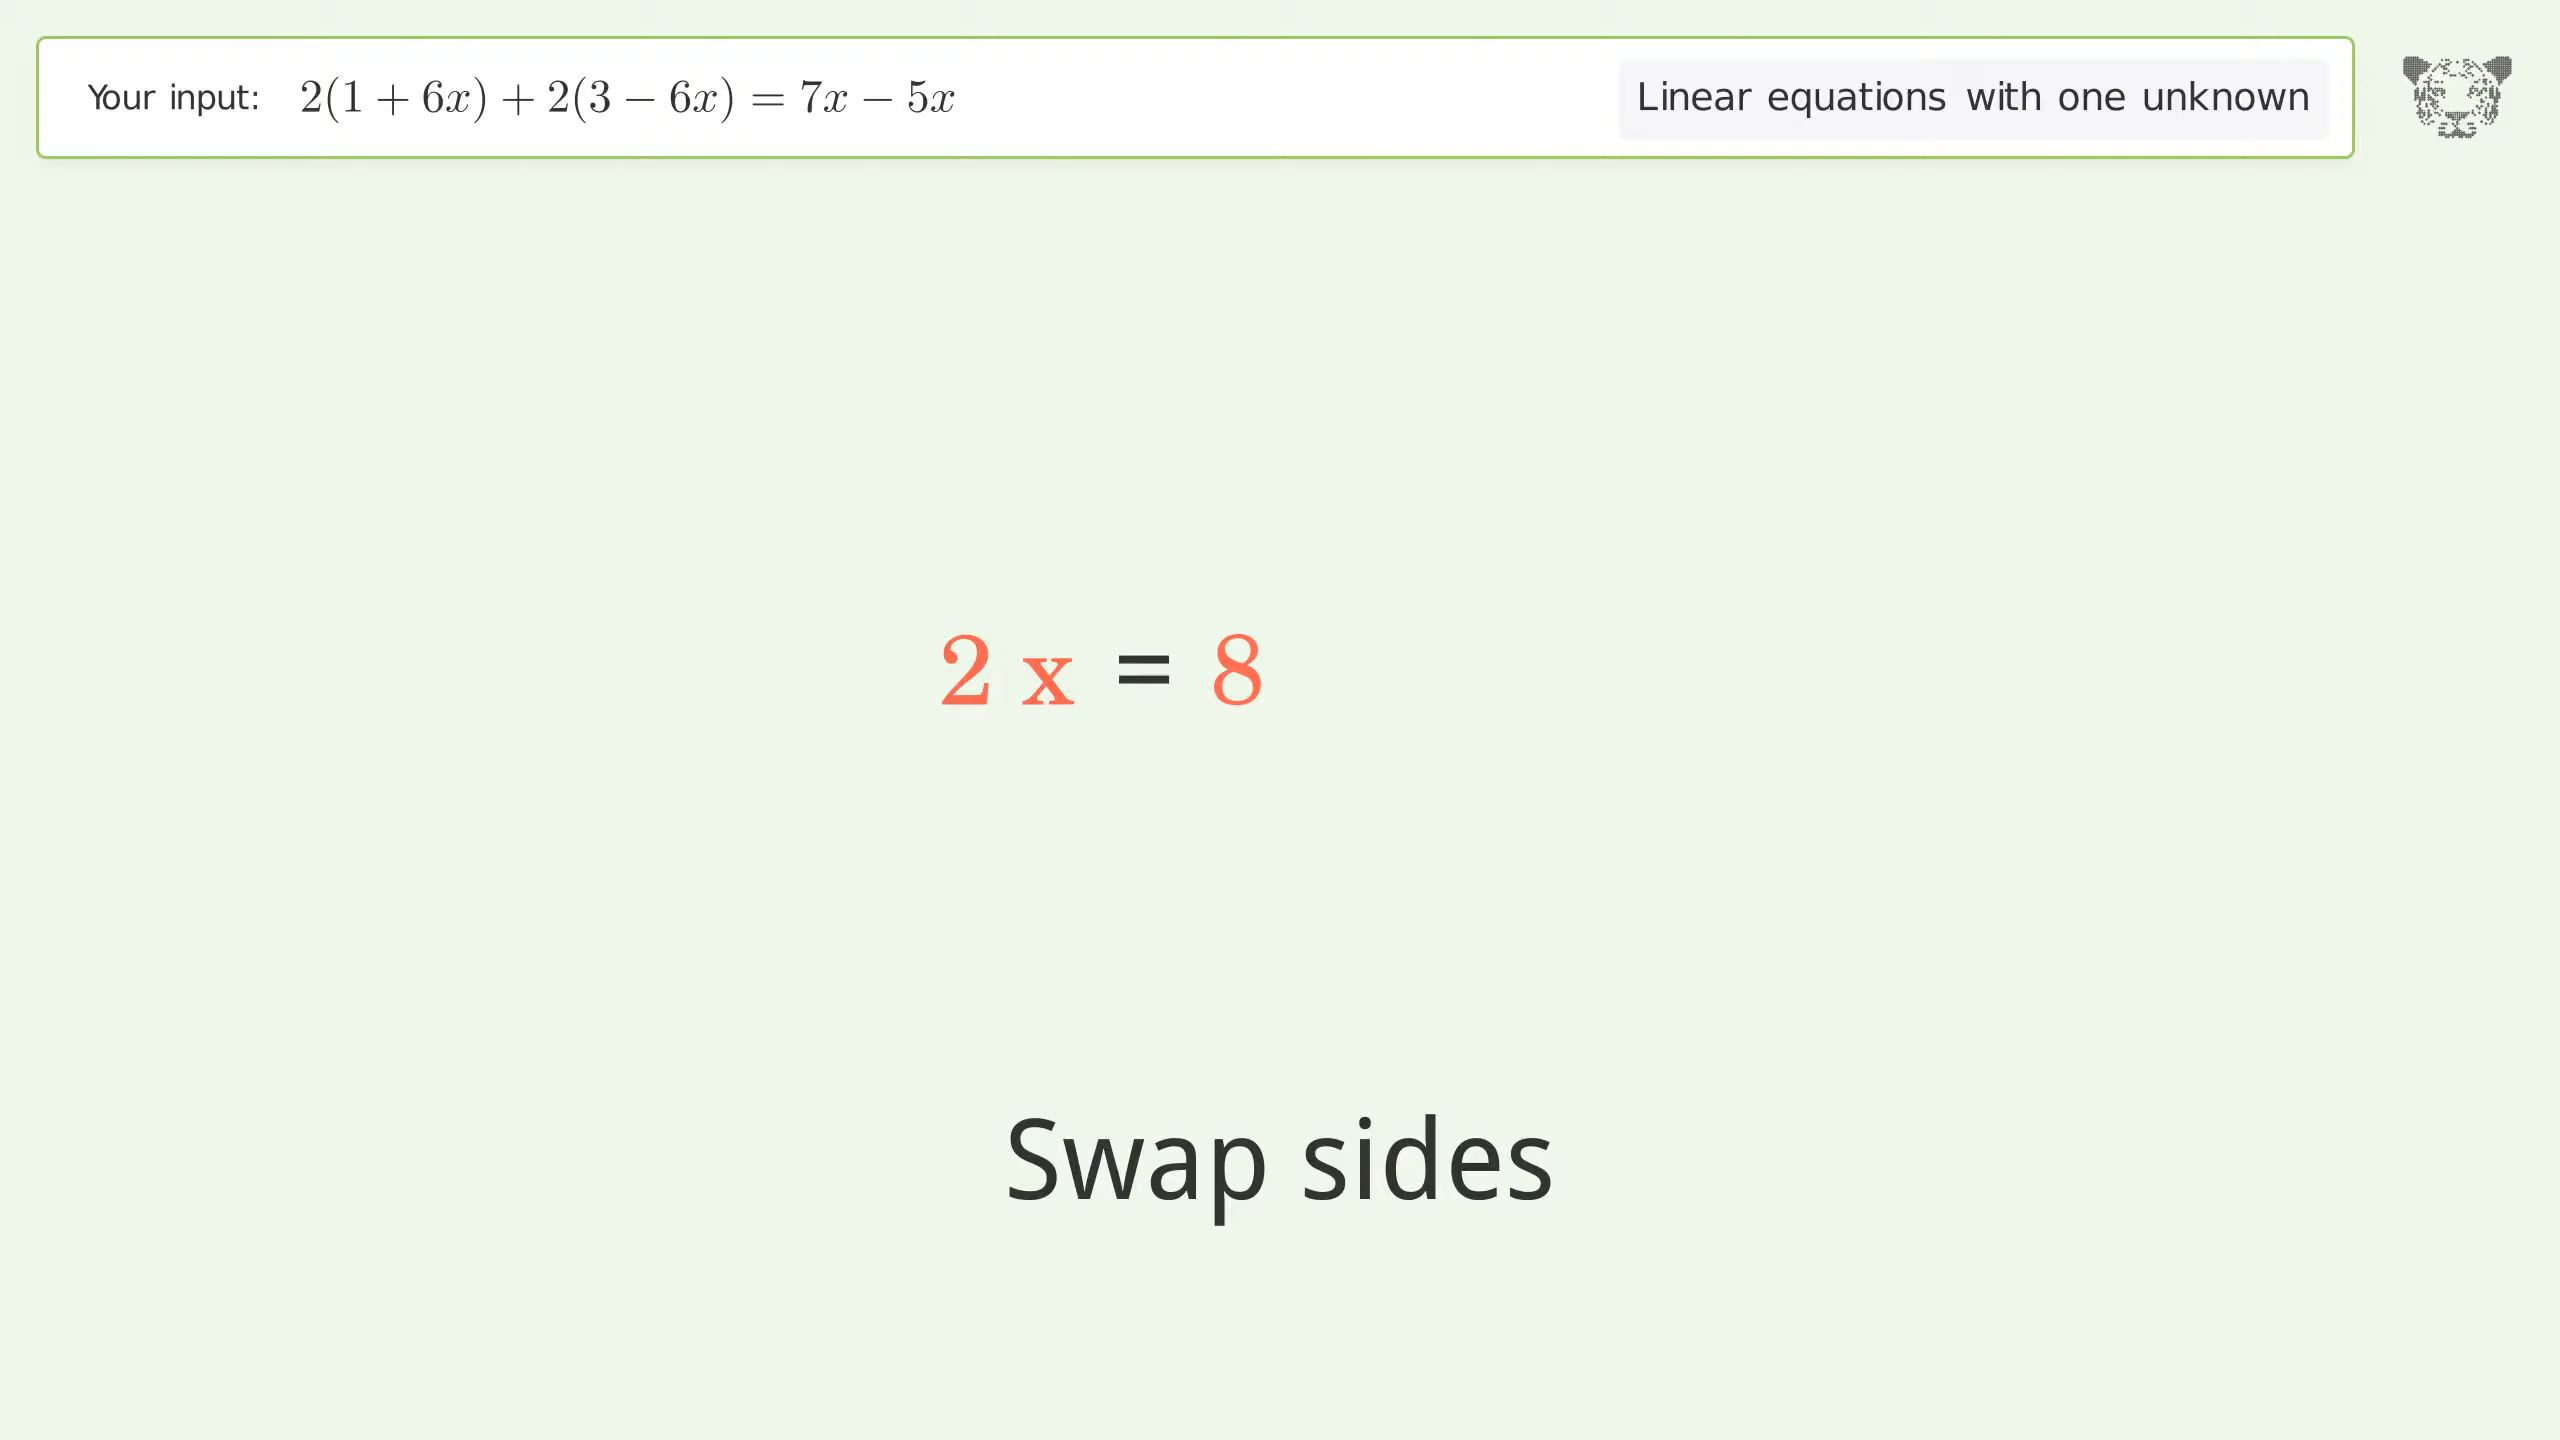 Your input: 2(1 + 6x) + 2(3 − 6x) = 7x − 5x
Linear equations with one unknown
2 x = 8
Swap sides